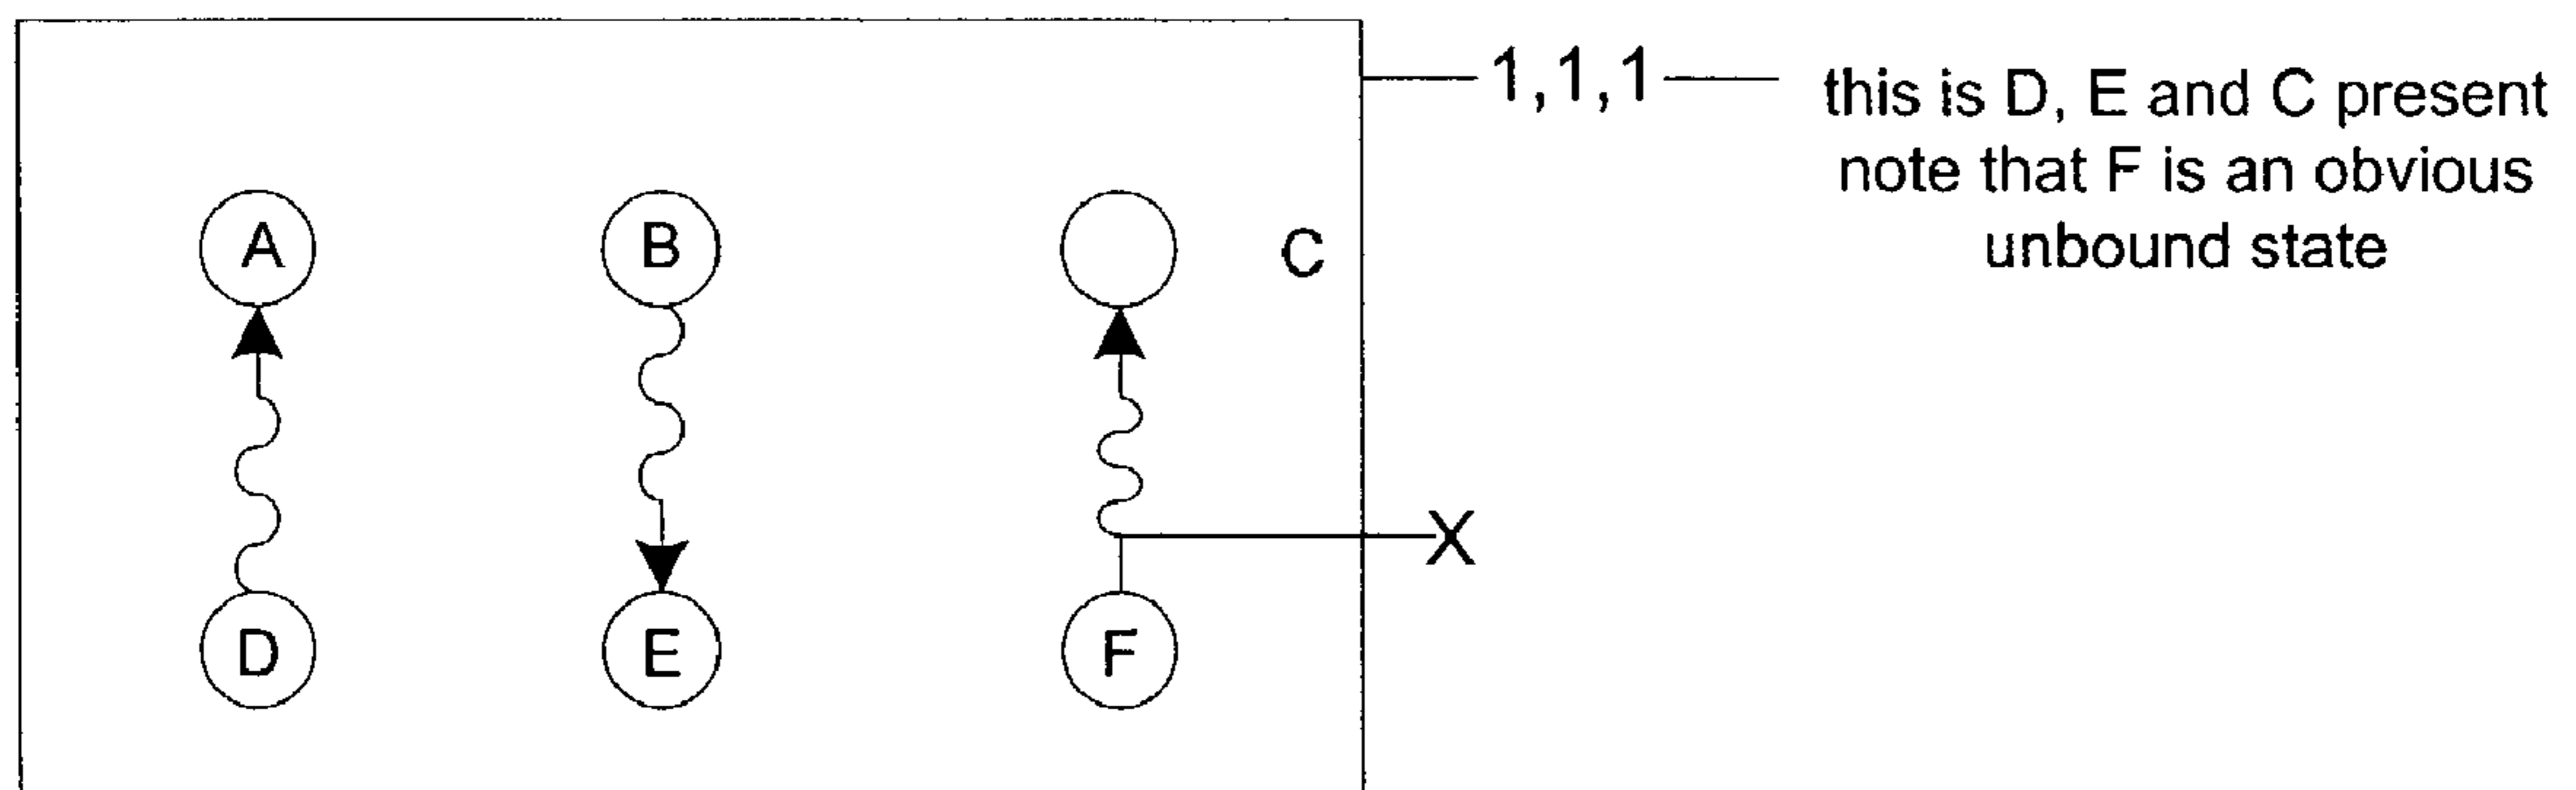 1,1,1
this is D, E and C present
note that F is an obvious
unbound state
A B C
X
D E F